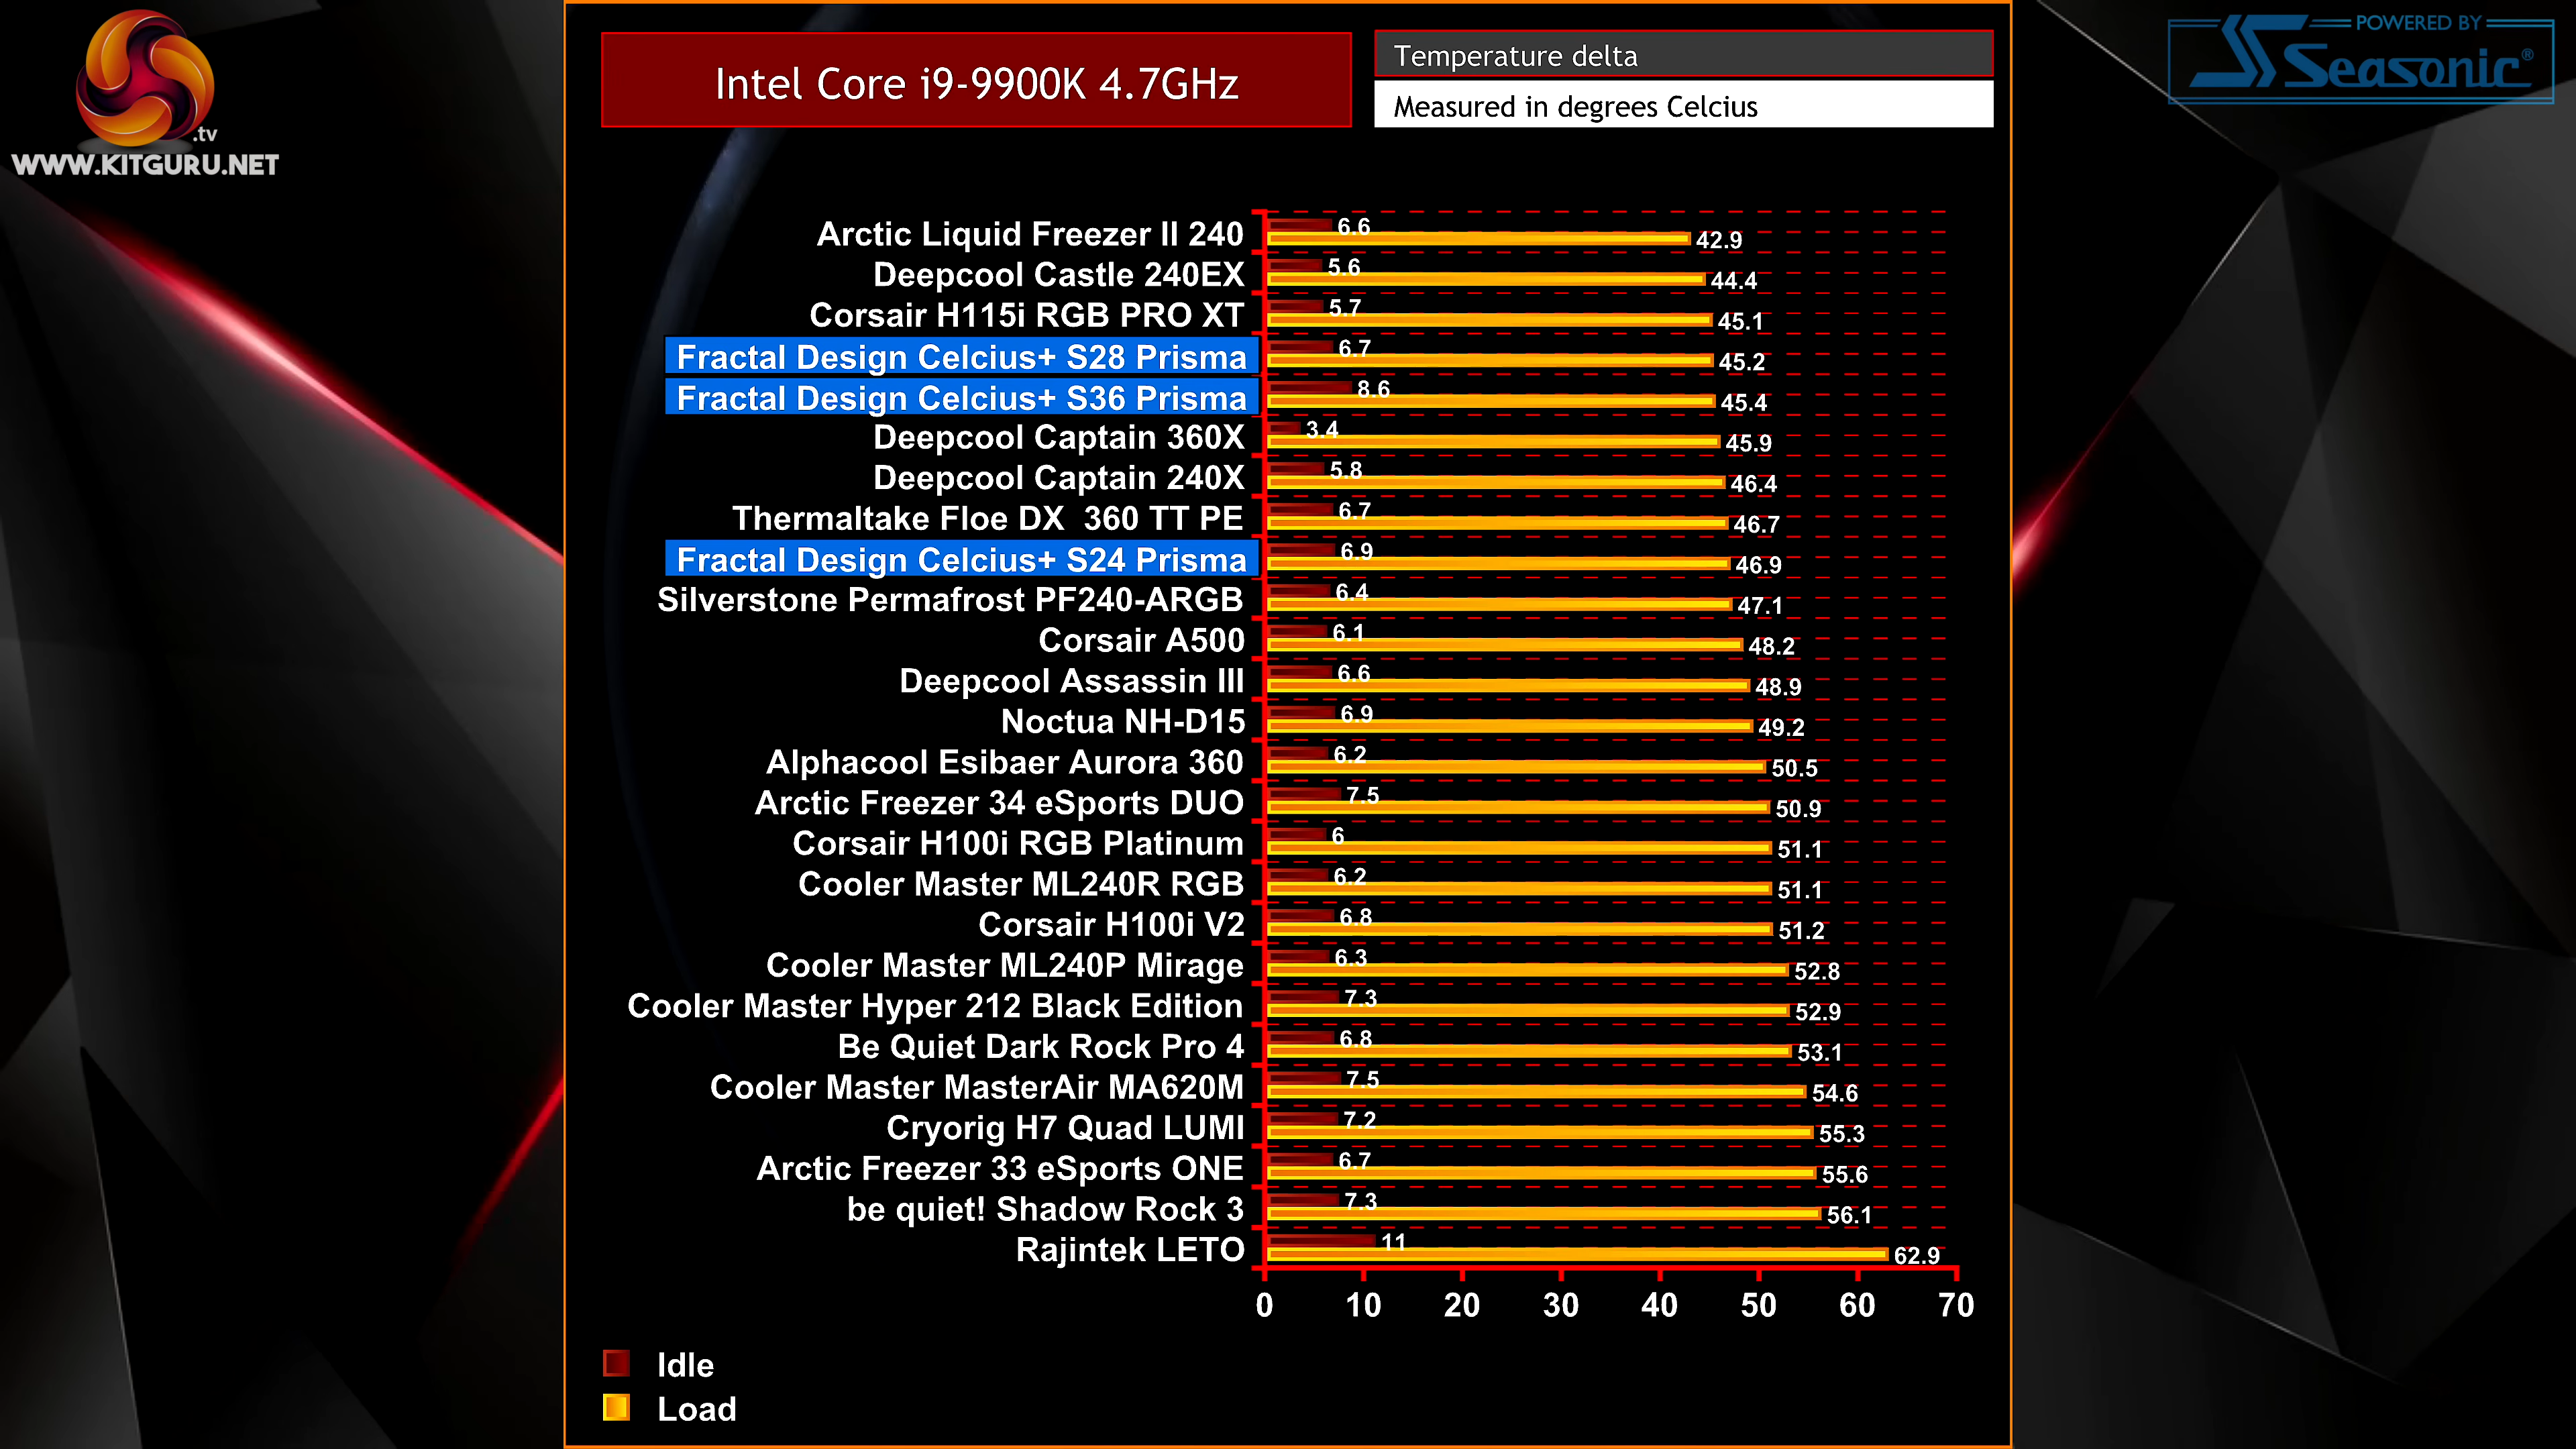 .tv
WWW.KITGURU.NET
Intel Core i9-9900K 4.7GHz
Temperature delta
Measured in degrees Celcius
POWERED BY
Seasonic®
Arctic Liquid Freezer II 240 6.6 42.9
Deepcool Castle 240EX 5.6 44.4
Corsair H115i RGB PRO XT 5.7 45.1
Fractal Design Celcius+ S28 Prisma 6.7 45.2
Fractal Design Celcius+ S36 Prisma 8.6 45.4
Deepcool Captain 360X 3.4 45.9
Deepcool Captain 240X 5.8 46.4
Thermaltake Floe DX 360 TT PE 6.7 46.7
Fractal Design Celcius+ S24 Prisma 6.9 46.9
Silverstone Permafrost PF240-ARGB 6.4 47.1
Corsair A500 6.1 48.2
Deepcool Assassin III 6.6 48.9
Noctua NH-D15 6.9 49.2
Alphacool Esibaer Aurora 360 6.2 50.5
Arctic Freezer 34 eSports DUO 7.5 50.9
Corsair H100i RGB Platinum 6 51.1
Cooler Master ML240R RGB 6.2 51.1
Corsair H100i V2 6.8 51.2
Cooler Master ML240P Mirage 6.3 52.8
Cooler Master Hyper 212 Black Edition 7.3 52.9
Be Quiet Dark Rock Pro 4 6.8 53.1
Cooler Master MasterAir MA620M 7.5 54.6
Cryorig H7 Quad LUMI 7.2 55.3
Arctic Freezer 33 eSports ONE 6.7 55.6
be quiet! Shadow Rock 3 7.3 56.1
Rajintek LETO 11 62.9
0 10 20 30 40 50 60 70
Idle
Load